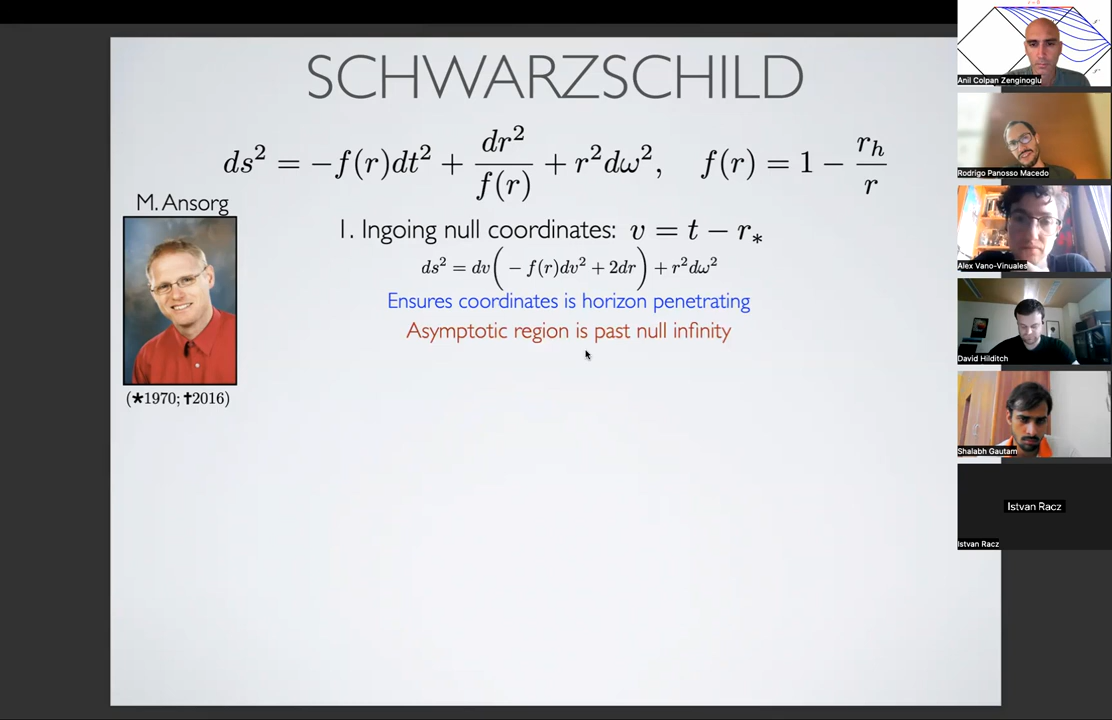 SCHWARZSCHILD
ds² = −f(r)dt² + dr²/f(r) + r²dω², f(r) = 1 − r_h/r
M. Ansorg
1. Ingoing null coordinates: v = t − r_*
ds² = dv(−f(r)dv² + 2dr) + r²dω²
Ensures coordinates is horizon penetrating
Asymptotic region is past null infinity
(★1970; ✝2016)
Anil Colpan Zenginoglu
Rodrigo Panosso Macedo
Alex Vano-Vinuales
David Hilditch
Shalabh Gautam
Istvan Racz
Istvan Racz